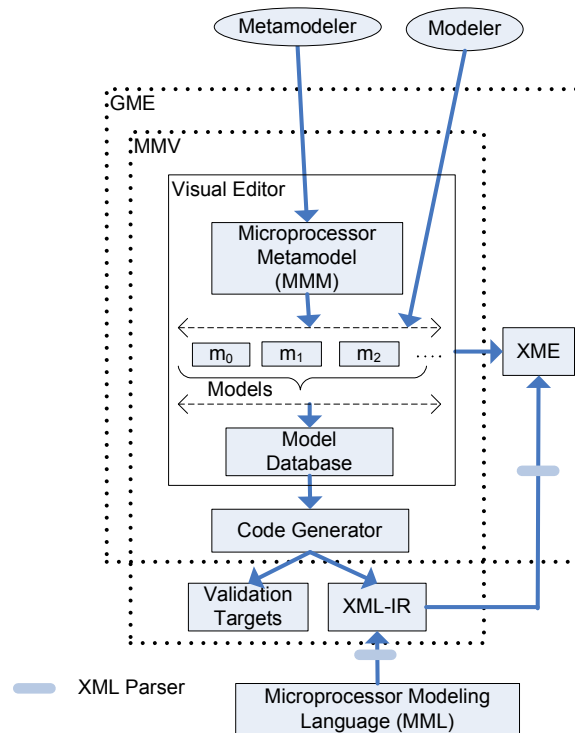 Metamodeler
Modeler
GME
MMV
Visual Editor
Microprocessor
Metamodel
(MMM)
m0
m1
m2
....
XME
Models
Model
Database
Code Generator
Validation
Targets
XML-IR
XML Parser
Microprocessor Modeling
Language (MML)